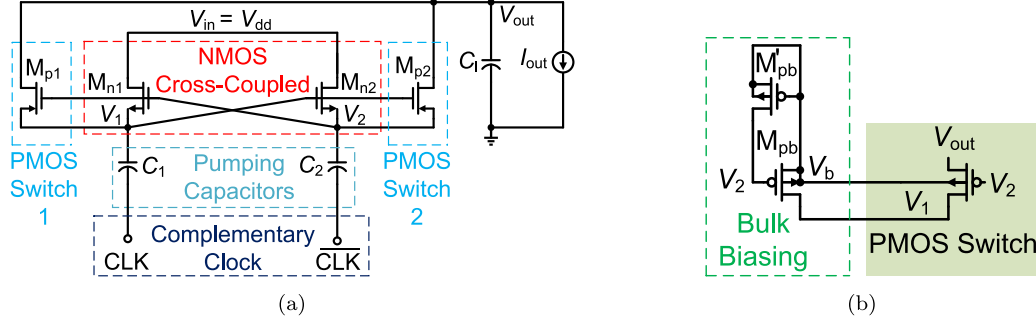 V_in = V_dd
V_out
NMOS
Cross-Coupled
M_p1
M_n1
M_n2
M_p2
C_l
I_out
V_1
V_2
PMOS
Switch
1
C_1
Pumping
Capacitors
C_2
PMOS
Switch
2
Complementary
Clock
CLK
CLK
(a)
M'_pb
M_pb
V_out
V_2
V_b
V_2
V_1
Bulk
Biasing
PMOS Switch
(b)